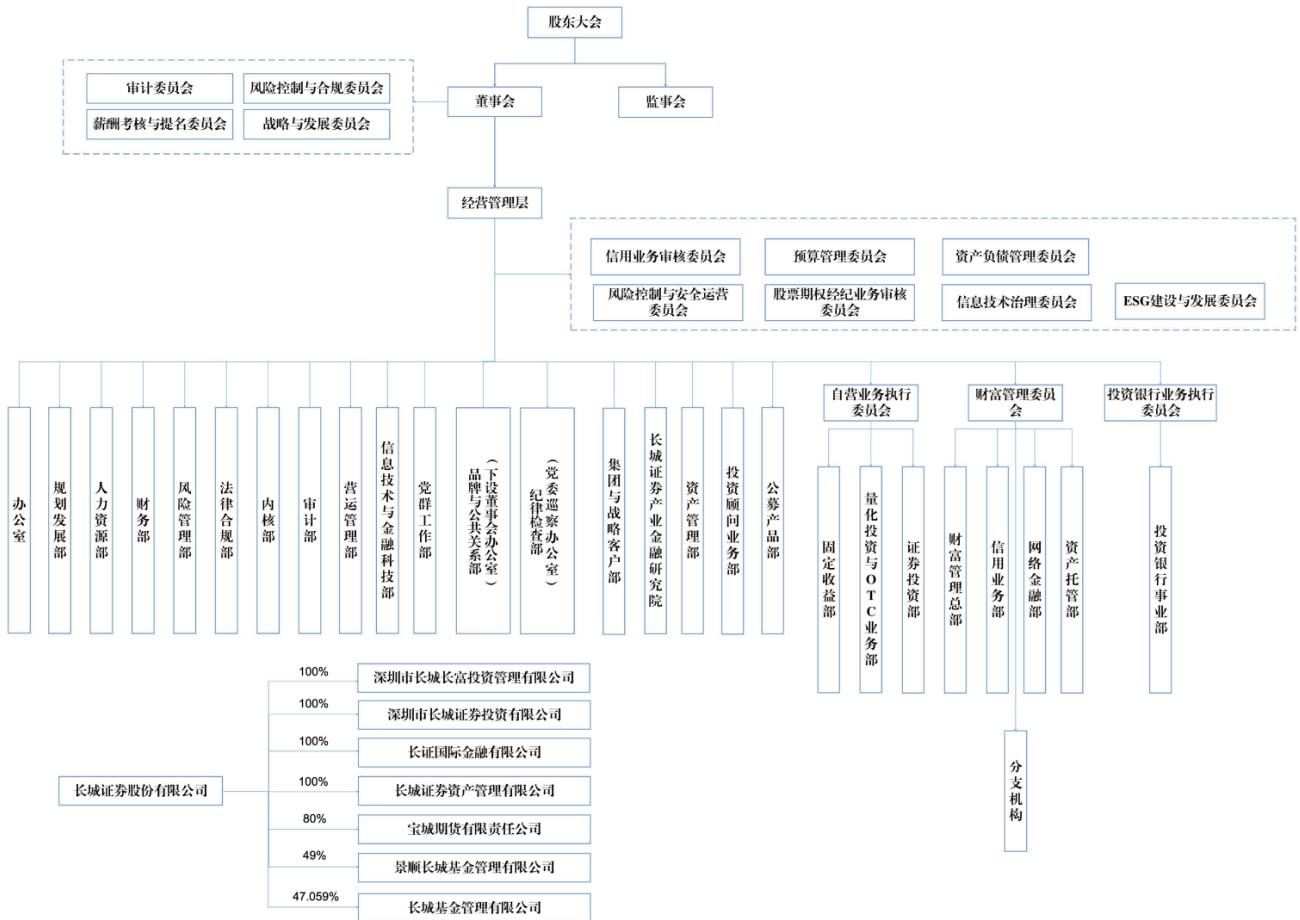 股东大会
审计委员会
风险控制与合规委员会
薪酬考核与提名委员会
战略与发展委员会
董事会
监事会
经营管理层
信用业务审核委员会
预算管理委员会
资产负债管理委员会
风险控制与安全运营
委员会
股票期权经纪业务审核
委员会
信息技术治理委员会
ESG建设与发展委员会
自营业务执行
委员会
财富管理委员
会
投资银行业务执行
委员会
办公室
规划发展部
人力资源部
财务部
风险管理部
法律合规部
内核部
审计部
营运管理部
信息技术与金融科技部
党群工作部
品牌与公共关系部
(下设董事会办公室)
纪律检查部
(党委巡察办公室)
集团与战略客户部
长城证券产业金融研究院
资产管理部
投资顾问业务部
公募产品部
固定收益部
量化投资与OTC业务部
证券投资部
财富管理总部
信用业务部
网络金融部
资产托管部
投资银行事业部
分支机构
长城证券股份有限公司
100%
深圳市长城长富投资管理有限公司
100%
深圳市长城证券投资有限公司
100%
长证国际金融有限公司
100%
长城证券资产管理有限公司
80%
宝城期货有限责任公司
49%
景顺长城基金管理有限公司
47.059%
长城基金管理有限公司